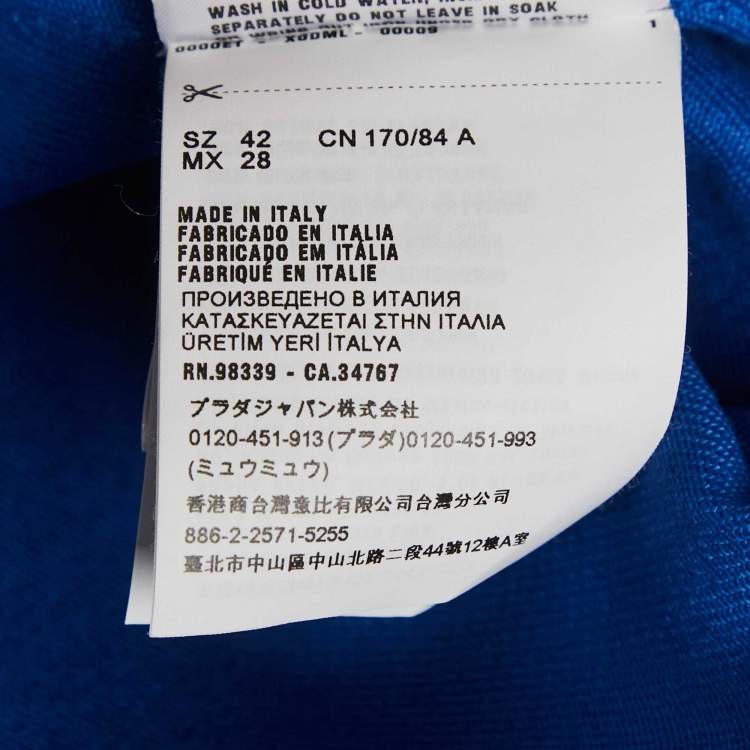 WASH IN COLD WATER,
SEPARATELY DO NOT LEAVE IN SOAK
1
SZ 42 CN 170/84 A
MX 28
MADE IN ITALY
FABRICADO EN ITALIA
FABRICADO EM ITÁLIA
FABRIQUÉ EN ITALIE
ПРОИЗВЕДЕНО В ИТАЛИЯ
ΚΑΤΑΣΚΕΥΑΖΕΤΑΙ ΣΤΗΝ ΙΤΑΛΙΑ
ÜRETİM YERİ İTALYA
RN.98339 - CA.34767
プラダジャパン株式会社
0120-451-913(プラダ)0120-451-993
(ミュウミュウ)
香港商台灣童比有限公司台灣分公司
886-2-2571-5255
臺北市中山區中山北路二段44號12樓A室